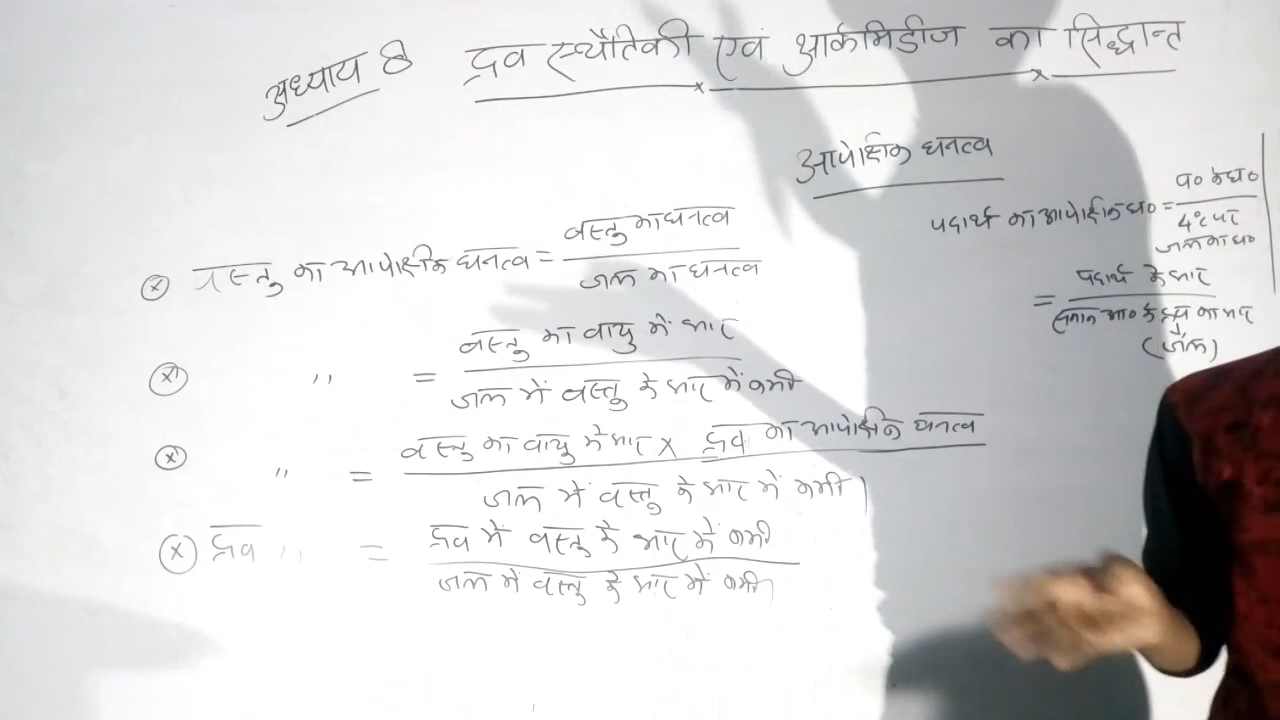 अध्याय 8 द्रव स्थैतिकी एवं आर्कमिडीज का सिद्धान्त
आपेक्षिक घनत्व
पदार्थ का आपेक्षिक घ० = प० के घ०
4°C पर
जल का घ०
= पदार्थ के भार
समान आ० के द्रव्य का भार
(जल)
(x) वस्तु का आपेक्षिक घनत्व = वस्तु का घनत्व
जल का घनत्व
(x) " = वस्तु का वायु में भार
जल में वस्तु के भार में कमी
(x) " = वस्तु का वायु में भार x द्रव का आपेक्षिक घनत्व
जल में वस्तु के भार में कमी।
(x) द्रव " = द्रव में वस्तु के भार में कमी
जल में वस्तु के भार में कमी।